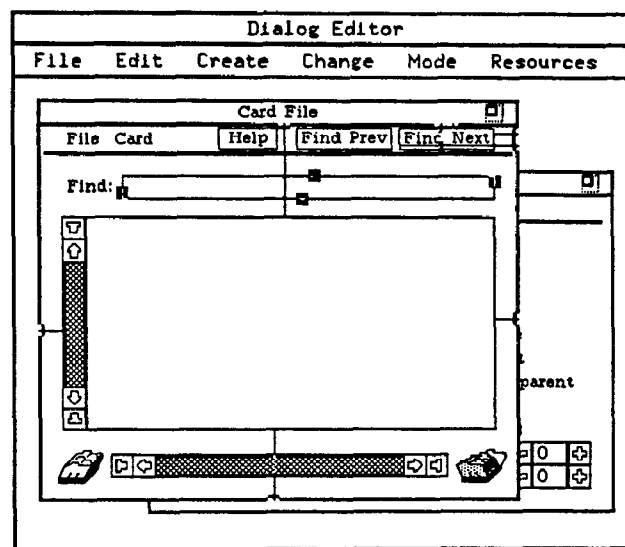 Dialog Editor
File Edit Create Change Mode Resources
Card File
File Card Help Find Prev Find Next
Find:
parent
0
0